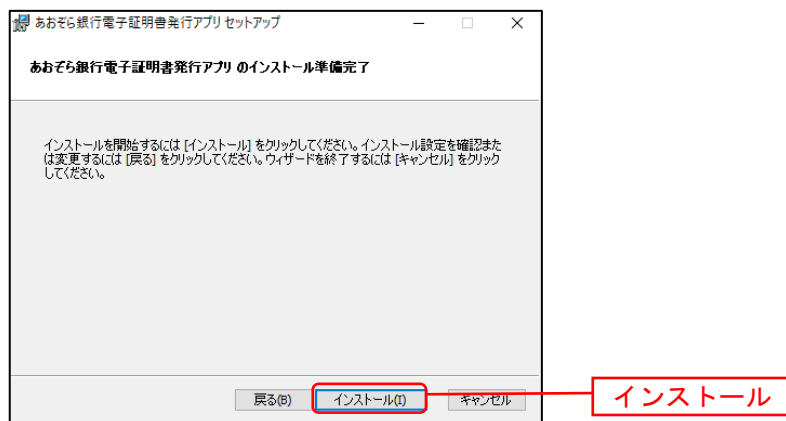 あおぞら銀行電子証明書発行アプリ セットアップ
あおぞら銀行電子証明書発行アプリ のインストール準備完了
インストールを開始するには [インストール] をクリックしてください。インストール設定を確認また
は変更するには [戻る] をクリックしてください。ウィザードを終了するには [キャンセル] をクリック
してください。
戻る(B) インストール(I) キャンセル
インストール